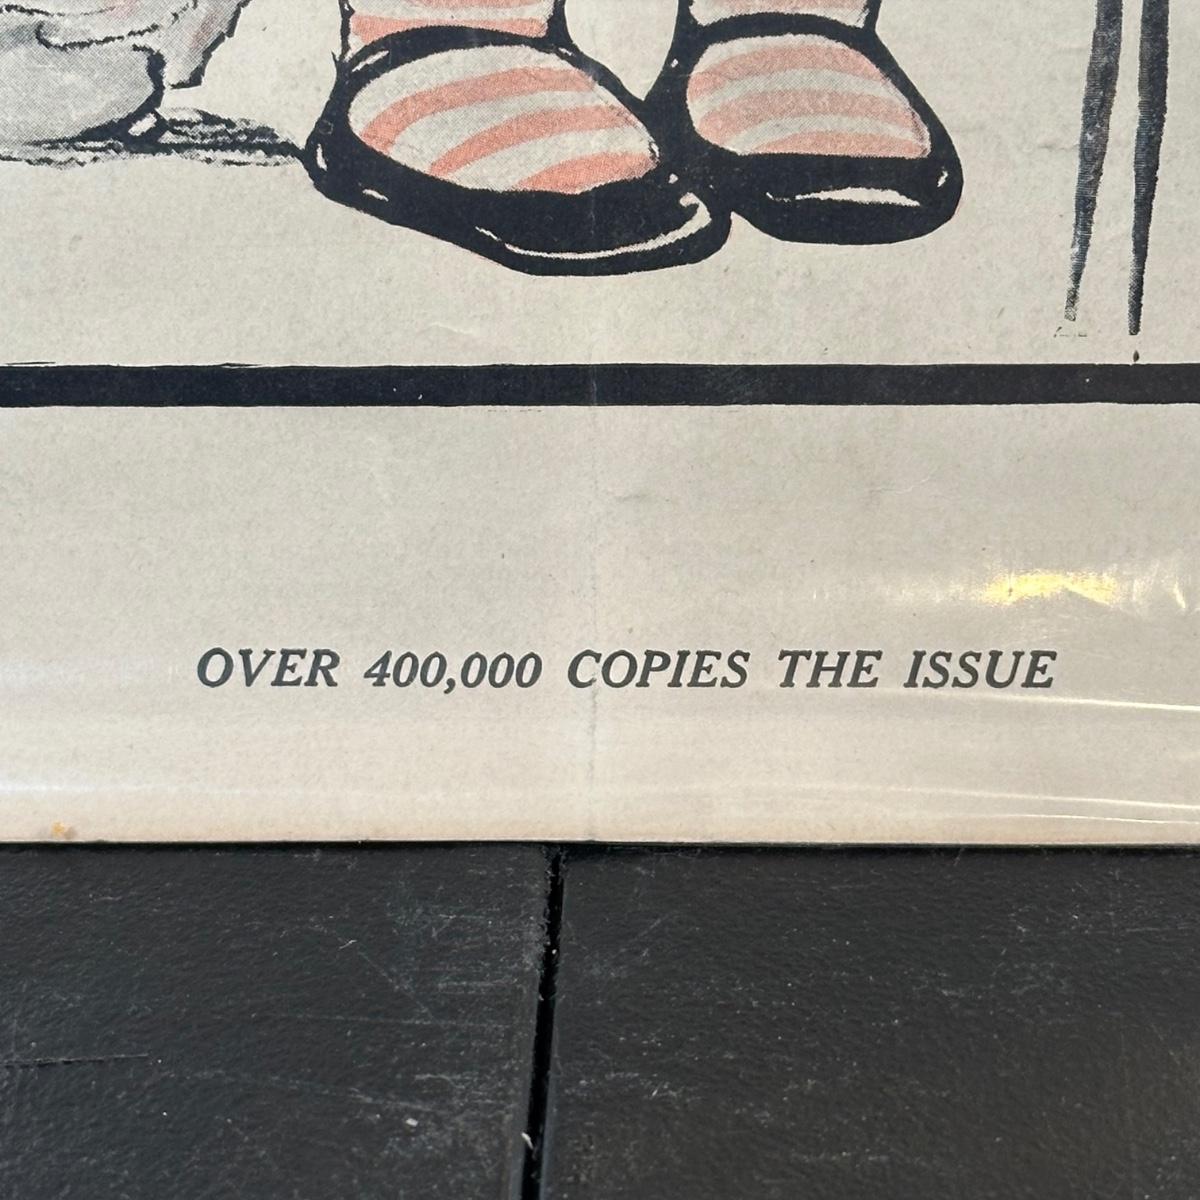 OVER 400,000 COPIES THE ISSUE